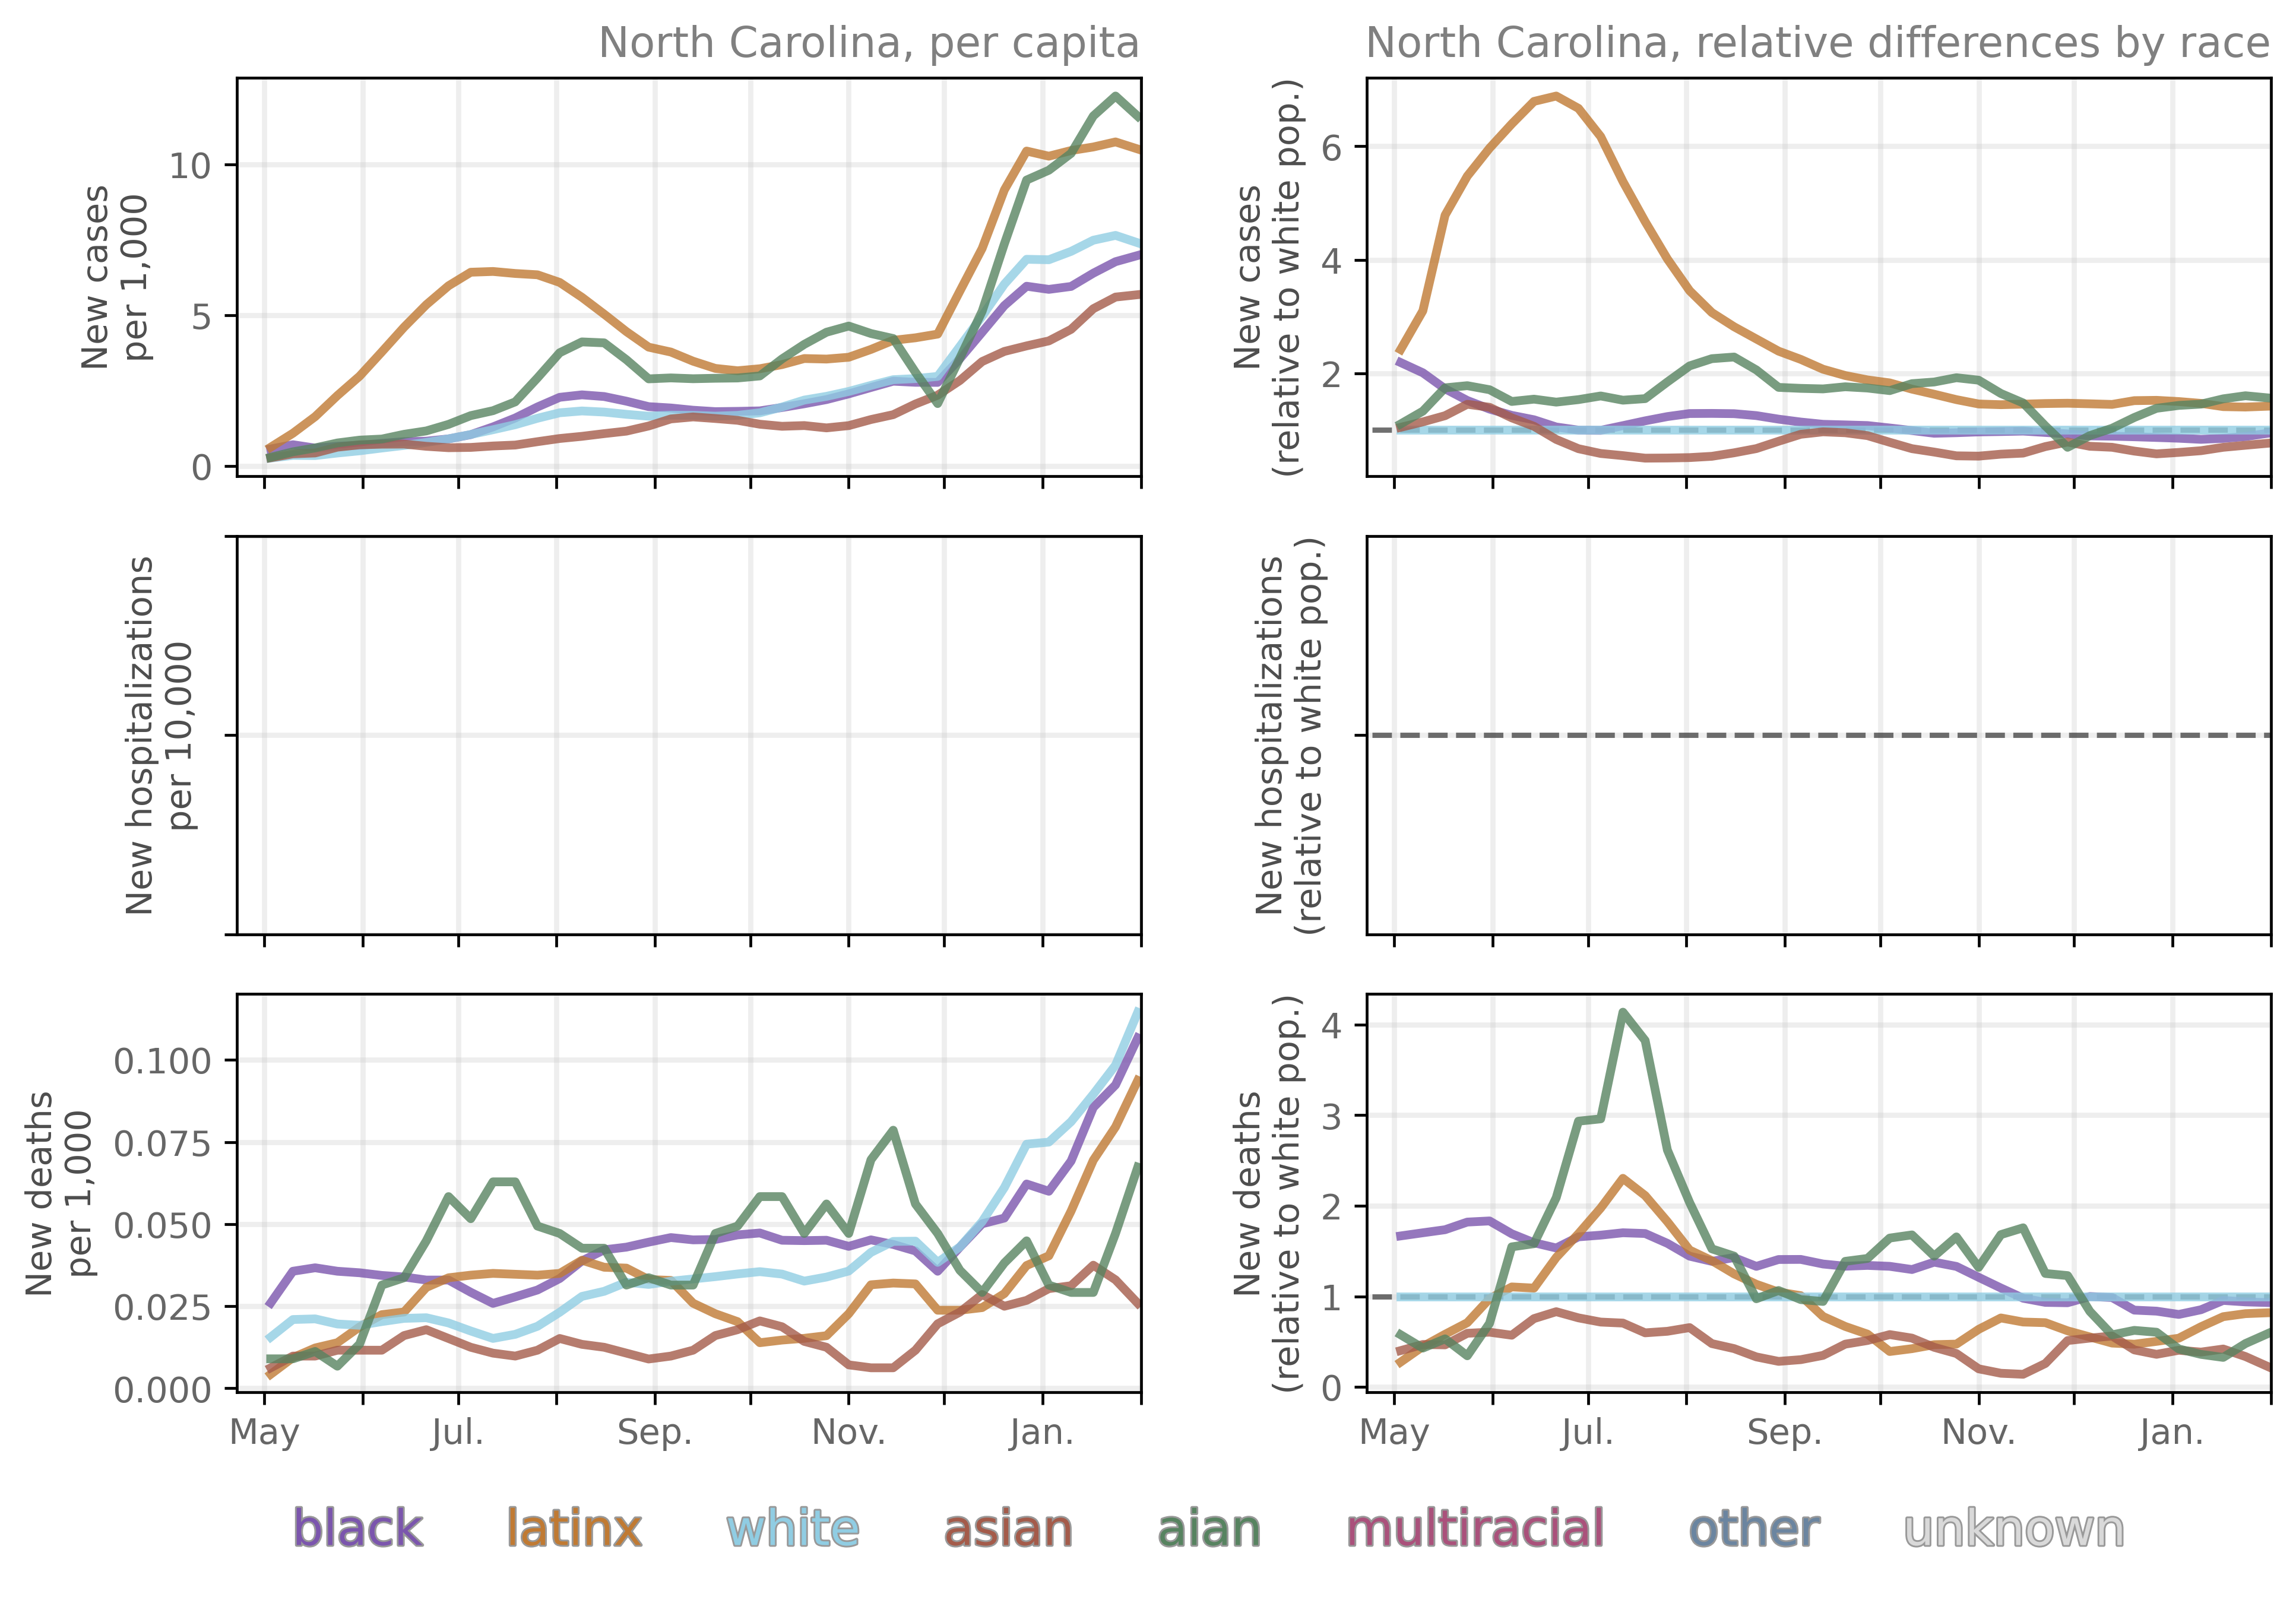 North Carolina, per capita
North Carolina, relative differences by race
New cases
per 1,000
10
5
0
New cases
(relative to white pop.)
6
4
2
New hospitalizations
per 10,000
New hospitalizations
(relative to white pop.)
New deaths
per 1,000
0.100
0.075
0.050
0.025
0.000
May Jul. Sep. Nov. Jan.
New deaths
(relative to white pop.)
4
3
2
1
0
May Jul. Sep. Nov. Jan.
black latinx white asian aian multiracial other unknown